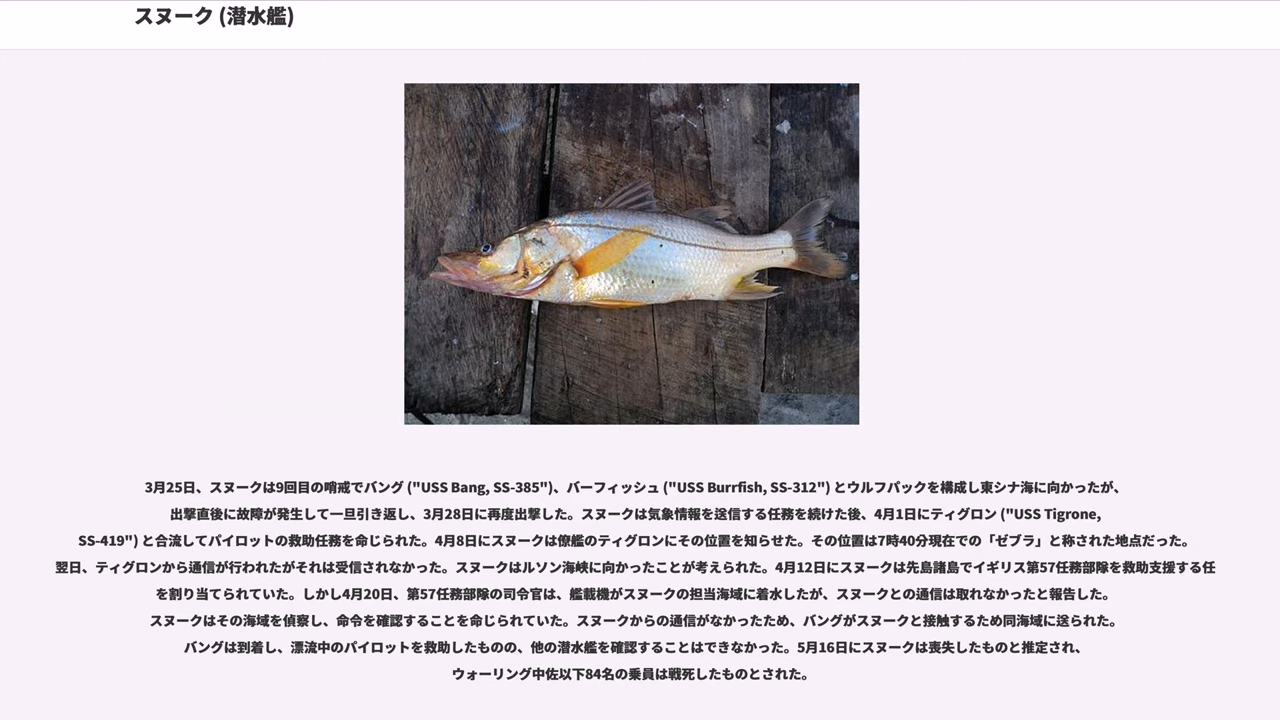 スヌーク (潜水艦)
3月25日、スヌークは9回目の哨戒でバング ("USS Bang, SS-385")、バーフィッシュ ("USS Burrfish, SS-312") とウルフパックを構成し東シナ海に向かったが、
出撃直後に故障が発生して一旦引き返し、3月28日に再度出撃した。スヌークは気象情報を送信する任務を続けた後、4月1日にティグロン ("USS Tigrone,
SS-419") と合流してパイロットの救助任務を命じられた。4月8日にスヌークは僚艦のティグロンにその位置を知らせた。その位置は7時40分現在での「ゼブラ」と称された地点だった。
翌日、ティグロンから通信が行われたがそれは受信されなかった。スヌークはルソン海峡に向かったことが考えられた。4月12日にスヌークは先島諸島でイギリス第57任務部隊を救助支援する任
を割り当てられていた。しかし4月20日、第57任務部隊の司令官は、艦載機がスヌークの担当海域に着水したが、スヌークとの通信は取れなかったと報告した。
スヌークはその海域を偵察し、命令を確認することを命じられていた。スヌークからの通信がなかったため、バングがスヌークと接触するため同海域に送られた。
バングは到着し、漂流中のパイロットを救助したものの、他の潜水艦を確認することはできなかった。5月16日にスヌークは喪失したものと推定され、
ウォーリング中佐以下84名の乗員は戦死したものとされた。